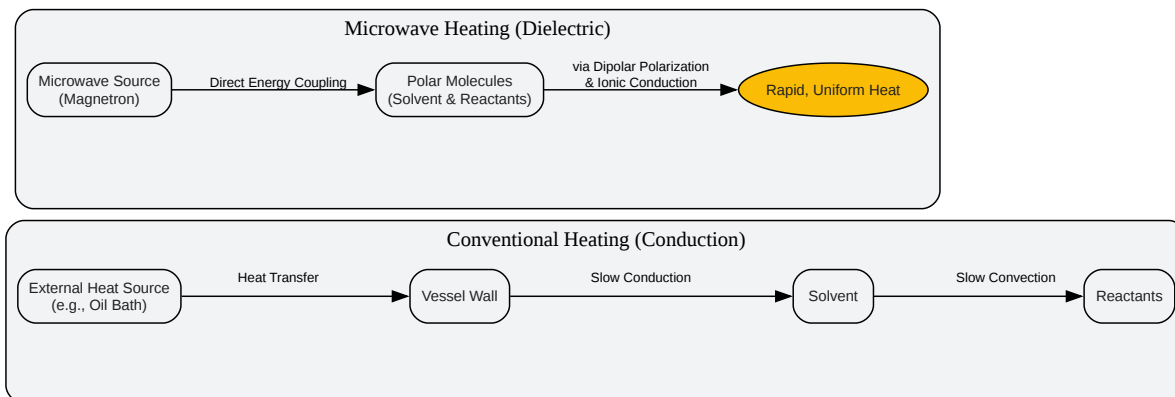 Microwave Heating (Dielectric)
Microwave Source
(Magnetron)
Direct Energy Coupling
Polar Molecules
(Solvent & Reactants)
via Dipolar Polarization
& Ionic Conduction
Rapid, Uniform Heat
Conventional Heating (Conduction)
External Heat Source
(e.g., Oil Bath)
Heat Transfer
Vessel Wall
Slow Conduction
Solvent
Slow Convection
Reactants